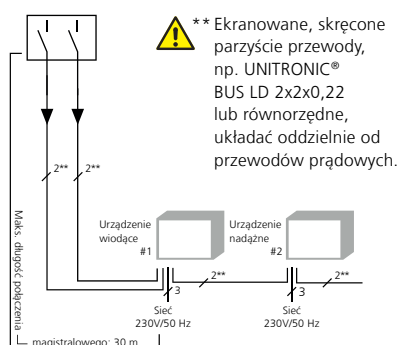 ** Ekranowane, skręcone
parzyście przewody,
np. UNITRONIC®
BUS LD 2x2x0,22
lub równorzędne,
układać oddzielnie od
przewodów prądowych.
2**
2**
Urządzenie
wiodące
#1
Urządzenie
nadążne
#2
2**
2**
3
3
Sieć
230V/50 Hz
Sieć
230V/50 Hz
Maks. długość połączenia
magistralowego: 30 m